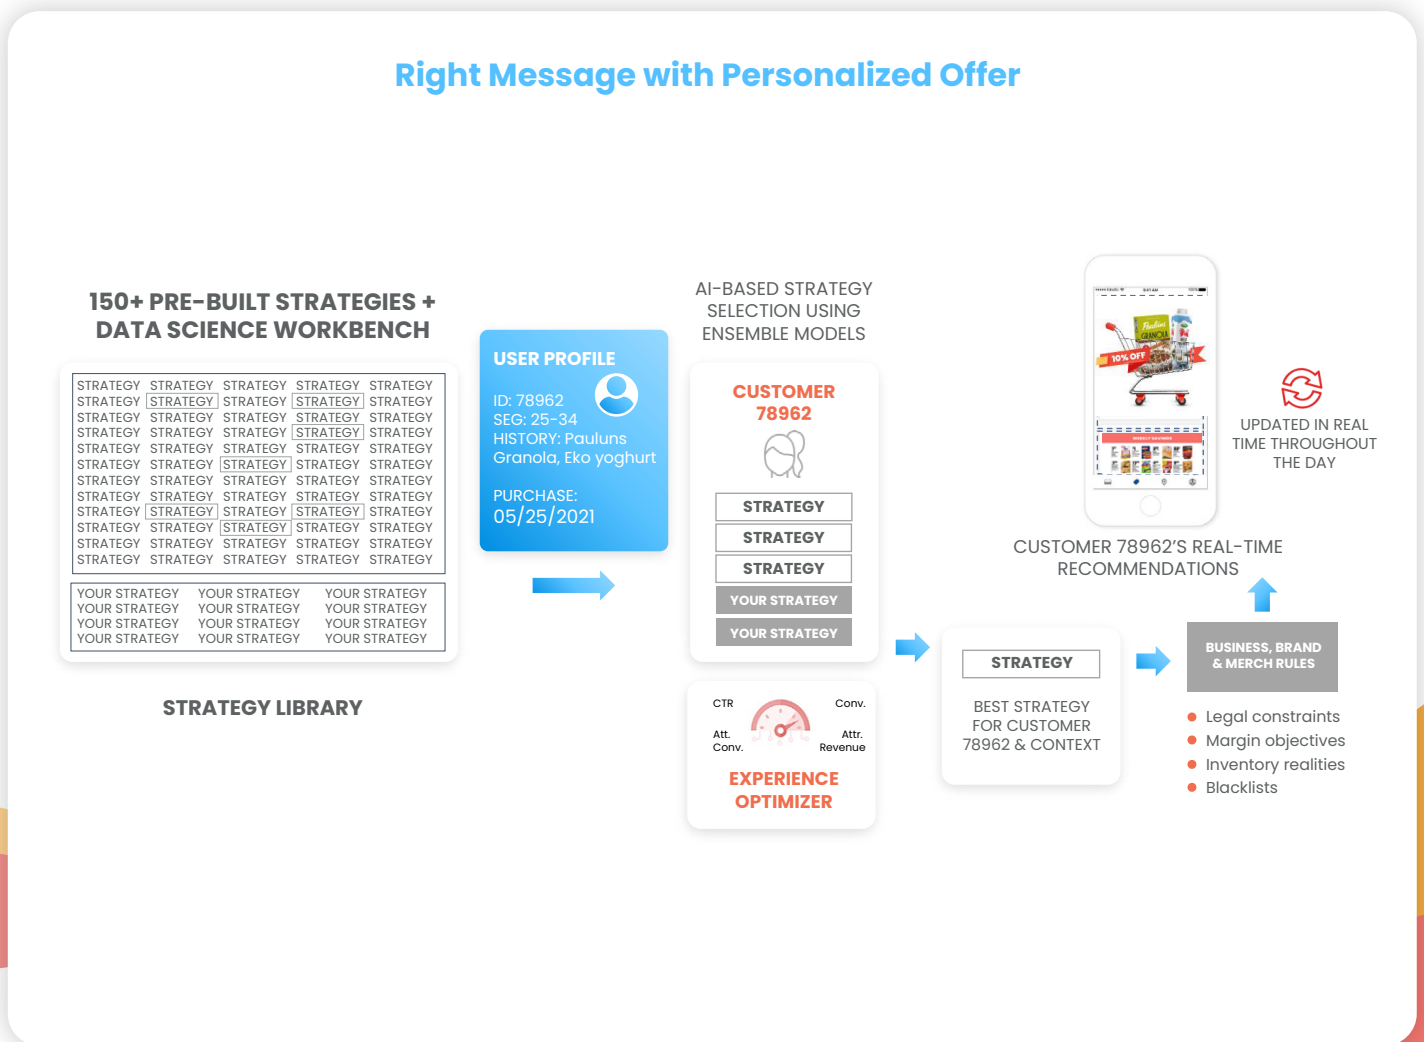 Right Message with Personalized Offer
150+ PRE-BUILT STRATEGIES +
DATA SCIENCE WORKBENCH
STRATEGY STRATEGY STRATEGY STRATEGY STRATEGY
STRATEGY STRATEGY STRATEGY STRATEGY STRATEGY
STRATEGY STRATEGY STRATEGY STRATEGY STRATEGY
STRATEGY STRATEGY STRATEGY STRATEGY STRATEGY
STRATEGY STRATEGY STRATEGY STRATEGY STRATEGY
STRATEGY STRATEGY STRATEGY STRATEGY STRATEGY
STRATEGY STRATEGY STRATEGY STRATEGY STRATEGY
STRATEGY STRATEGY STRATEGY STRATEGY STRATEGY
STRATEGY STRATEGY STRATEGY STRATEGY STRATEGY
STRATEGY STRATEGY STRATEGY STRATEGY STRATEGY
STRATEGY STRATEGY STRATEGY STRATEGY STRATEGY
STRATEGY STRATEGY STRATEGY STRATEGY STRATEGY
YOUR STRATEGY YOUR STRATEGY YOUR STRATEGY
YOUR STRATEGY YOUR STRATEGY YOUR STRATEGY
YOUR STRATEGY YOUR STRATEGY YOUR STRATEGY
YOUR STRATEGY YOUR STRATEGY YOUR STRATEGY
STRATEGY LIBRARY
USER PROFILE
ID: 78962
SEG: 25-34
HISTORY: Pauluns
Granola, Eko yoghurt
PURCHASE:
05/25/2021
AI-BASED STRATEGY
SELECTION USING
ENSEMBLE MODELS
CUSTOMER
78962
STRATEGY
STRATEGY
STRATEGY
YOUR STRATEGY
YOUR STRATEGY
CTR Conv.
Att. Attr.
Conv. Revenue
EXPERIENCE
OPTIMIZER
STRATEGY
BEST STRATEGY
FOR CUSTOMER
78962 & CONTEXT
BUSINESS, BRAND
& MERCH RULES
Legal constraints
Margin objectives
Inventory realities
Blacklists
Pauluns
GRANOLA
10% OFF
WEEKLY SAVINGS
CUSTOMER 78962'S REAL-TIME
RECOMMENDATIONS
UPDATED IN REAL
TIME THROUGHOUT
THE DAY